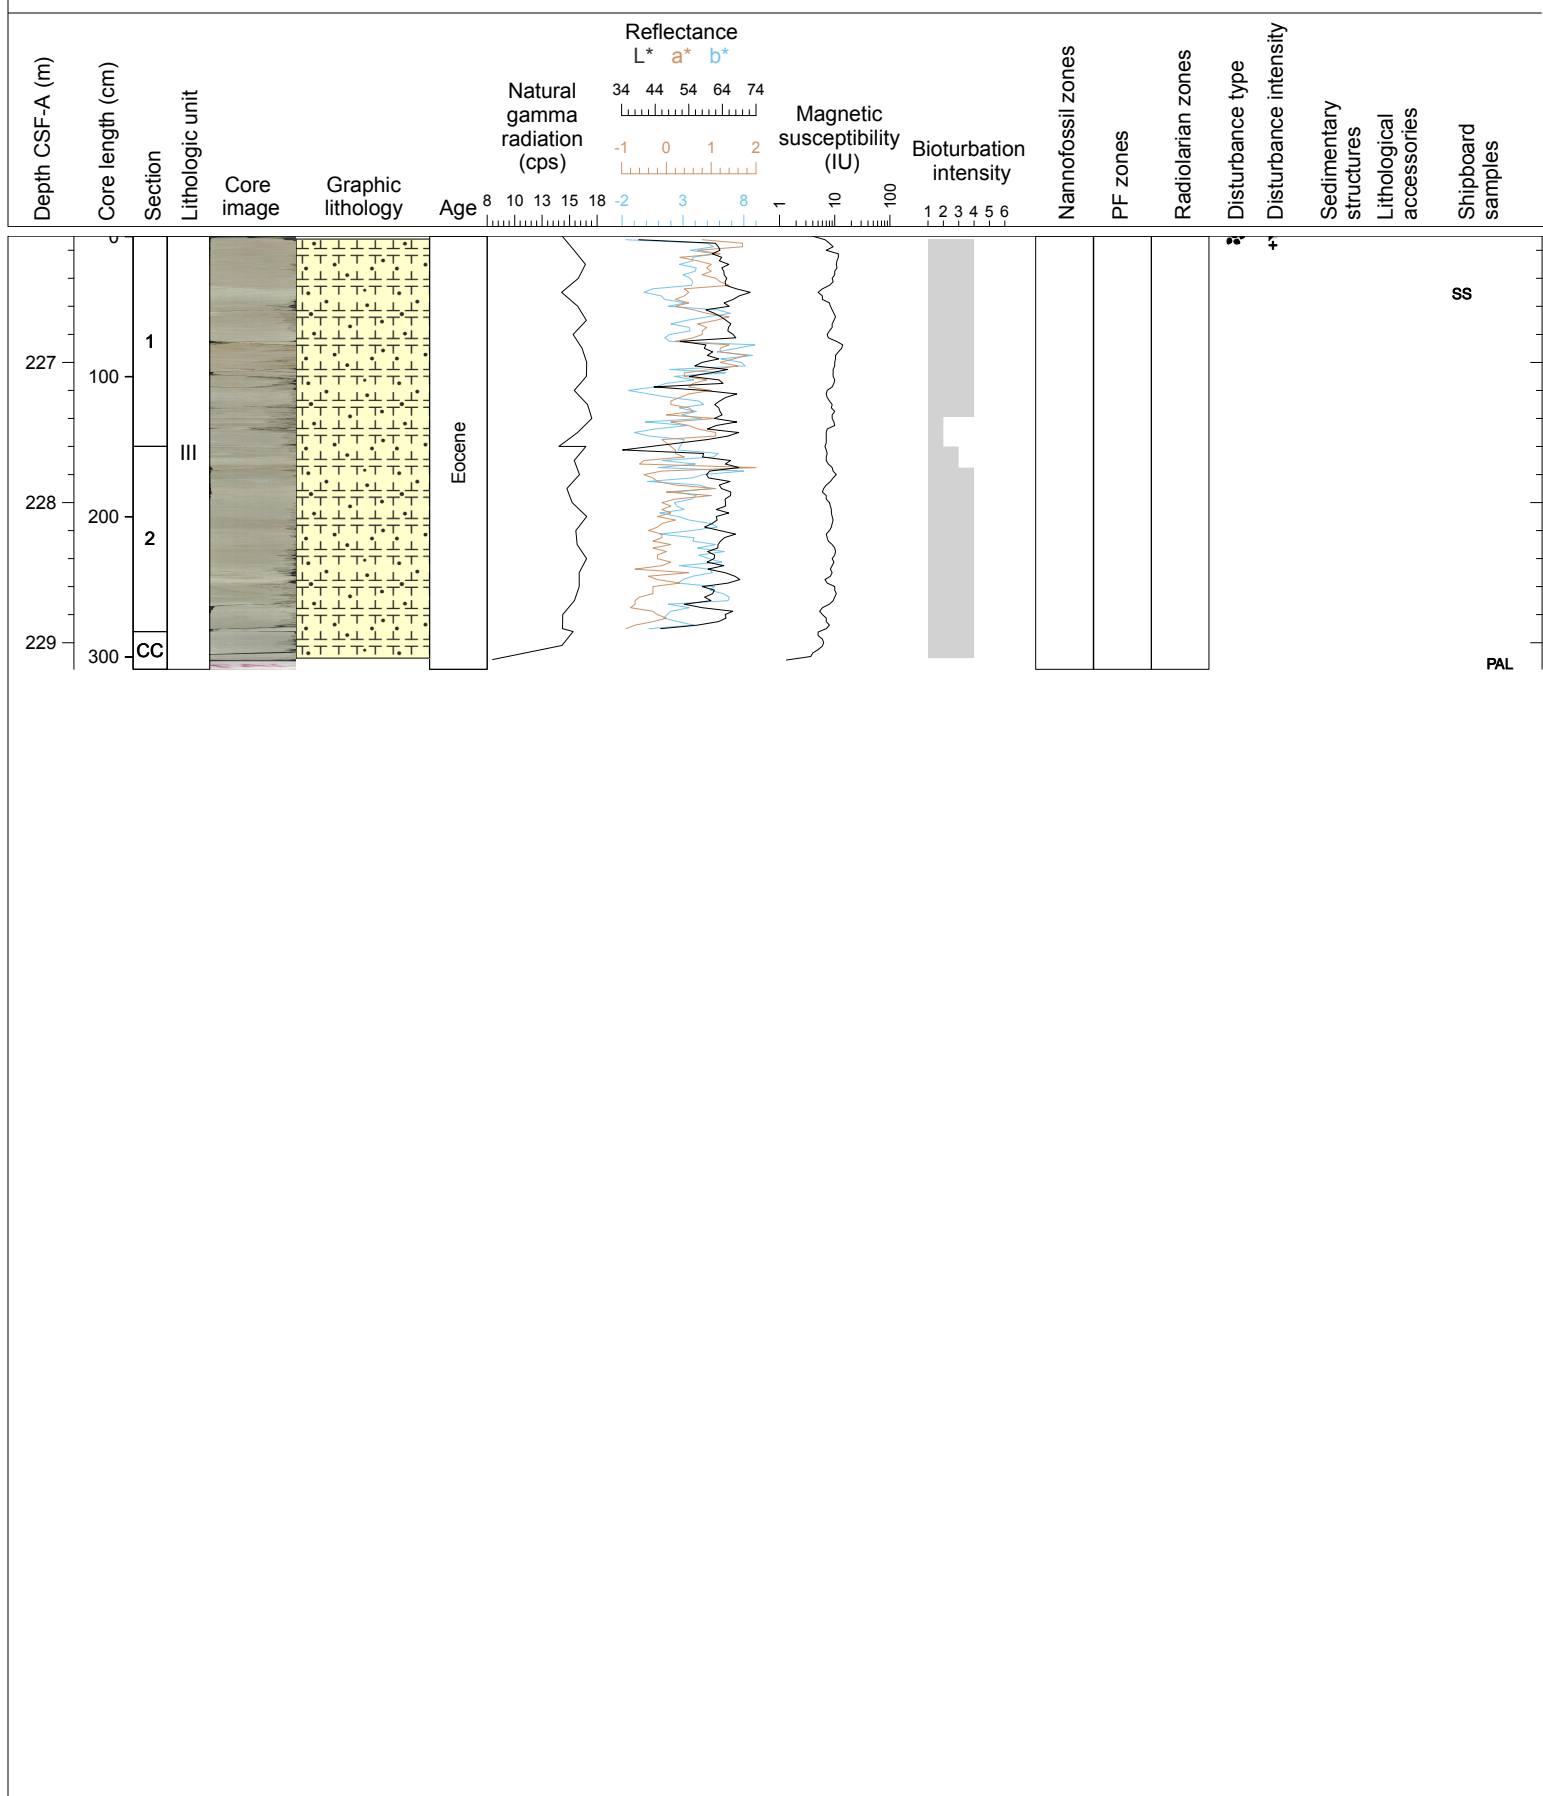 Depth CSF-A (m)
Core length (cm)
Section
Lithologic unit
Core
image
Graphic
lithology
Age
Natural
gamma
radiation
(cps)
8 10 13 15 18
Reflectance
L* a* b*
34 44 54 64 74
-1 0 1 2
-2 3 8
Magnetic
susceptibility
(IU)
1 10 100
Bioturbation
intensity
1 2 3 4 5 6
Nannofossil zones
PF zones
Radiolarian zones
Disturbance type
Disturbance intensity
Sedimentary
structures
Lithological
accessories
Shipboard
samples
0
SS
1
227
100
III
Eocene
228
200
2
229
CC
300
PAL